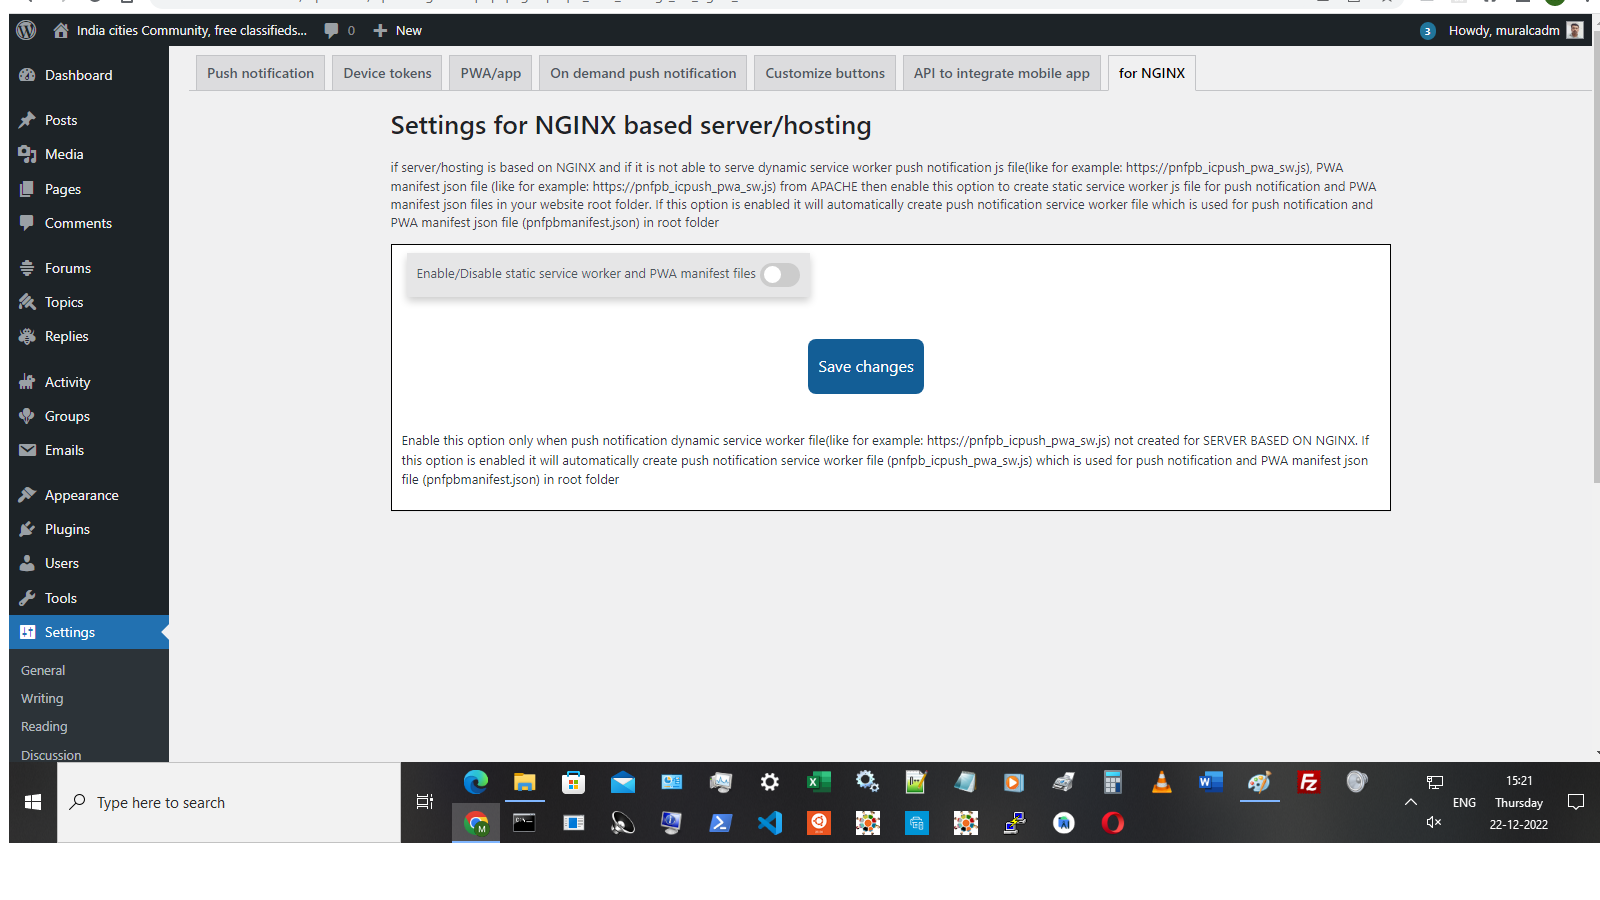 India cities Community, free classifieds...
0
New
3
Howdy, muralcadm
Dashboard
Posts
Media
Pages
Comments
Forums
Topics
Replies
Activity
Groups
Emails
Appearance
Plugins
Users
Tools
Settings
General
Writing
Reading
Discussion
Push notification
Device tokens
PWA/app
On demand push notification
Customize buttons
API to integrate mobile app
for NGINX
Settings for NGINX based server/hosting
if server/hosting is based on NGINX and if it is not able to serve dynamic service worker push notification js file(like for example: https://pnfpb_icpush_pwa_sw.js), PWA
manifest json file (like for example: https://pnfpb_icpush_pwa_sw.js) from APACHE then enable this option to create static service worker js file for push notification and PWA
manifest json files in your website root folder. If this option is enabled it will automatically create push notification service worker file which is used for push notification and
PWA manifest json file (pnfpbmanifest.json) in root folder
Enable/Disable static service worker and PWA manifest files
Save changes
Enable this option only when push notification dynamic service worker file(like for example: https://pnfpb_icpush_pwa_sw.js) not created for SERVER BASED ON NGINX. If
this option is enabled it will automatically create push notification service worker file (pnfpb_icpush_pwa_sw.js) which is used for push notification and PWA manifest json
file (pnfpbmanifest.json) in root folder
Type here to search
ENG
15:21
Thursday
22-12-2022